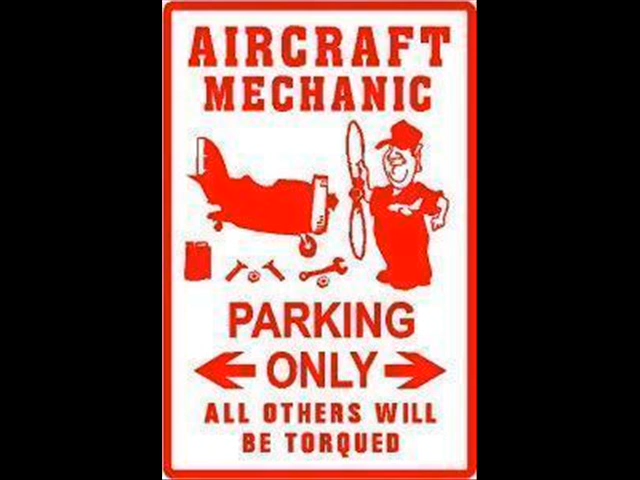 AIRCRAFT
MECHANIC
PARKING
ONLY
ALL OTHERS WILL
BE TORQUED